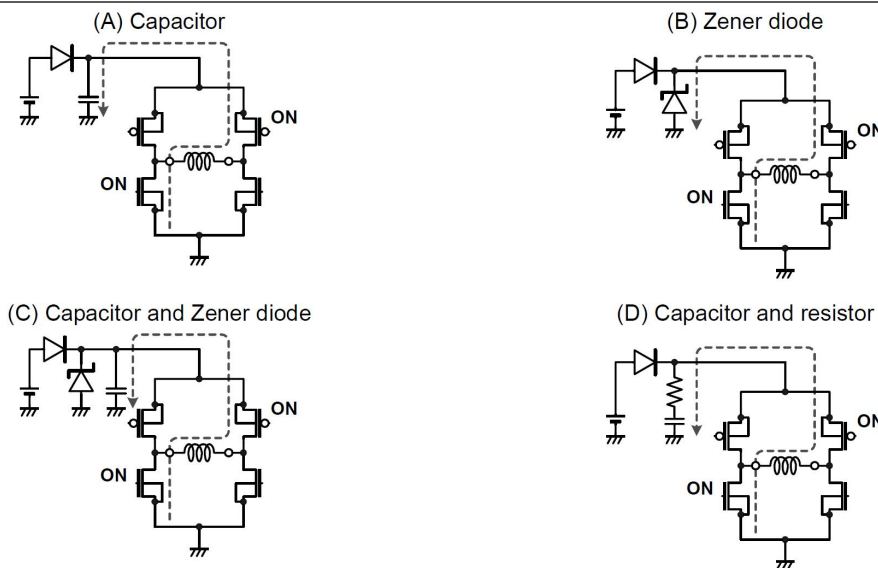 (A) Capacitor
(B) Zener diode
ON
ON
ON
ON
(C) Capacitor and Zener diode
(D) Capacitor and resistor
ON
ON
ON
ON